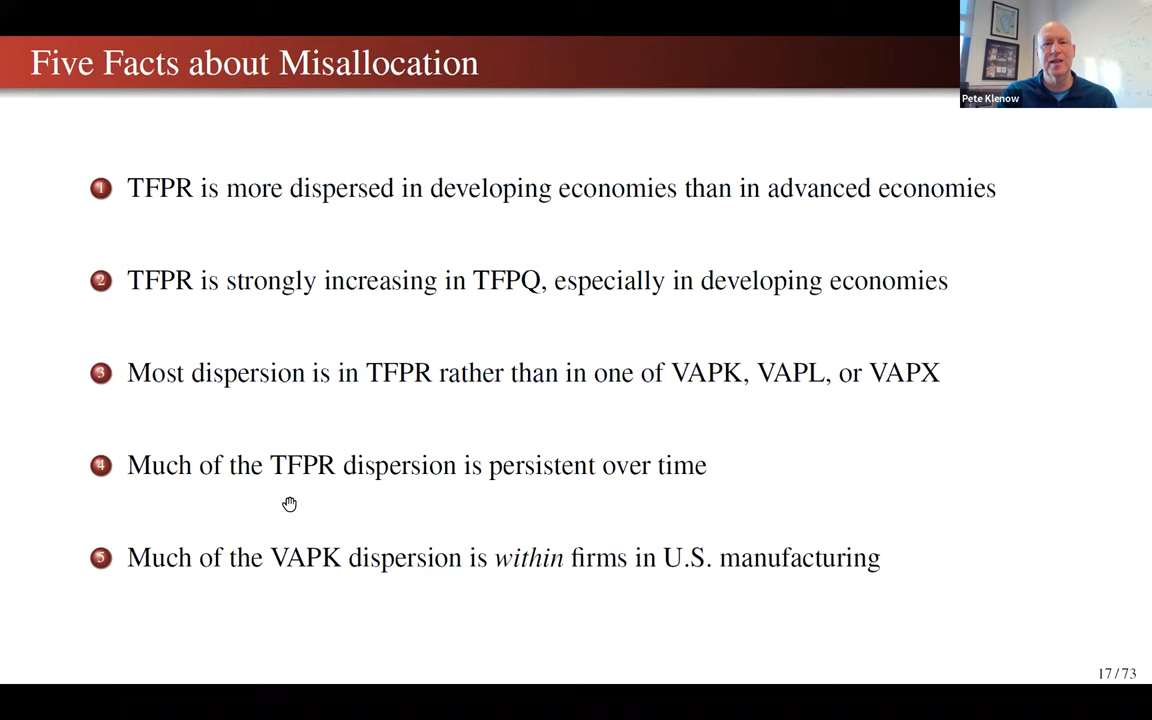 Five Facts about Misallocation
Pete Klenow
1 TFPR is more dispersed in developing economies than in advanced economies
2 TFPR is strongly increasing in TFPQ, especially in developing economies
3 Most dispersion is in TFPR rather than in one of VAPK, VAPL, or VAPX
4 Much of the TFPR dispersion is persistent over time
5 Much of the VAPK dispersion is within firms in U.S. manufacturing
17/73